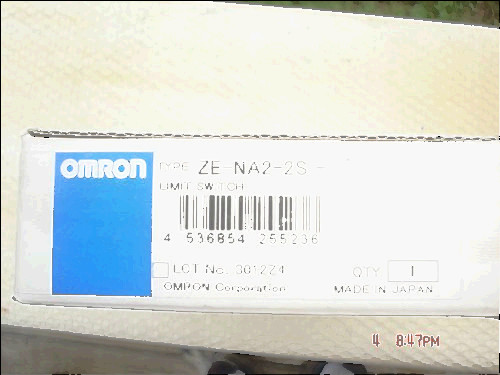 OMRON
TYPE ZE-NA2-2S
LIMIT SWITCH
4 536854 255236
LOT No. 0012Z4
QTY 1
OMRON Corporation
MADE IN JAPAN
4 8:47PM